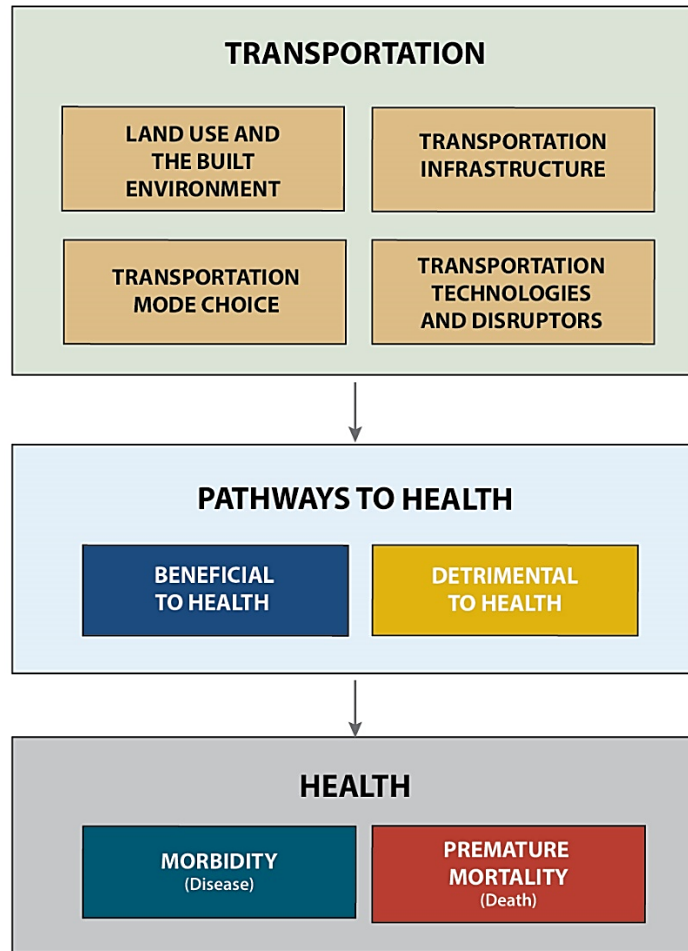 TRANSPORTATION
LAND USE AND
THE BUILT
ENVIRONMENT
TRANSPORTATION
INFRASTRUCTURE
TRANSPORTATION
MODE CHOICE
TRANSPORTATION
TECHNOLOGIES
AND DISRUPTORS
PATHWAYS TO HEALTH
BENEFICIAL
TO HEALTH
DETRIMENTAL
TO HEALTH
HEALTH
MORBIDITY
(Disease)
PREMATURE
MORTALITY
(Death)